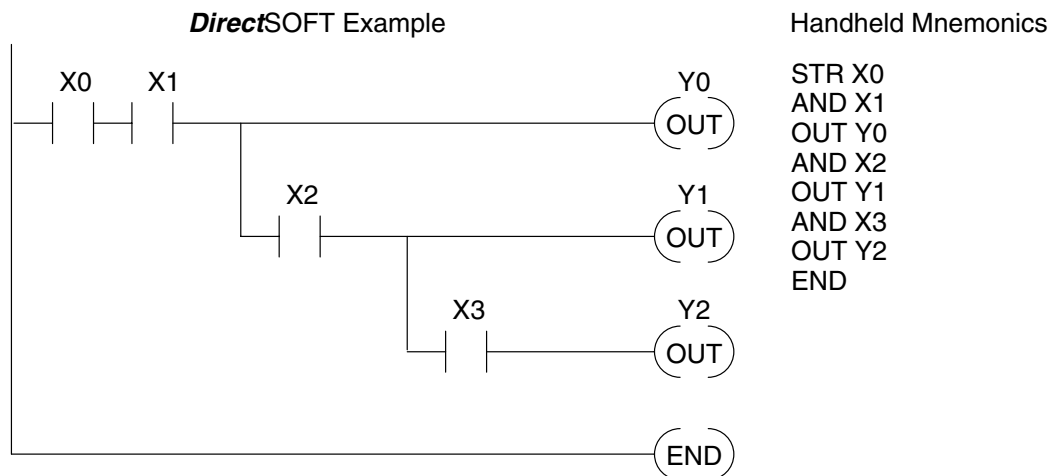 DirectSOFT Example
Handheld Mnemonics
X0 X1 Y0
OUT
X2 Y1
OUT
X3 Y2
OUT
END
STR X0
AND X1
OUT Y0
AND X2
OUT Y1
AND X3
OUT Y2
END